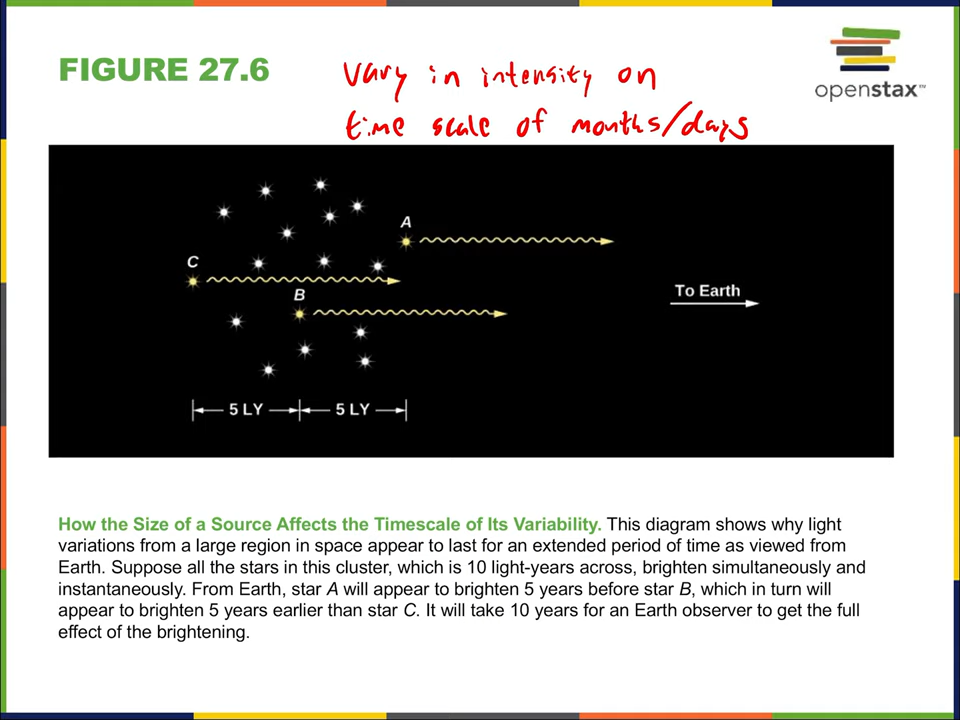 FIGURE 27.6
vary in intensity on
time scale of months/days
openstax™
A
C
B
To Earth
5 LY
5 LY
How the Size of a Source Affects the Timescale of Its Variability. This diagram shows why light
variations from a large region in space appear to last for an extended period of time as viewed from
Earth. Suppose all the stars in this cluster, which is 10 light-years across, brighten simultaneously and
instantaneously. From Earth, star A will appear to brighten 5 years before star B, which in turn will
appear to brighten 5 years earlier than star C. It will take 10 years for an Earth observer to get the full
effect of the brightening.